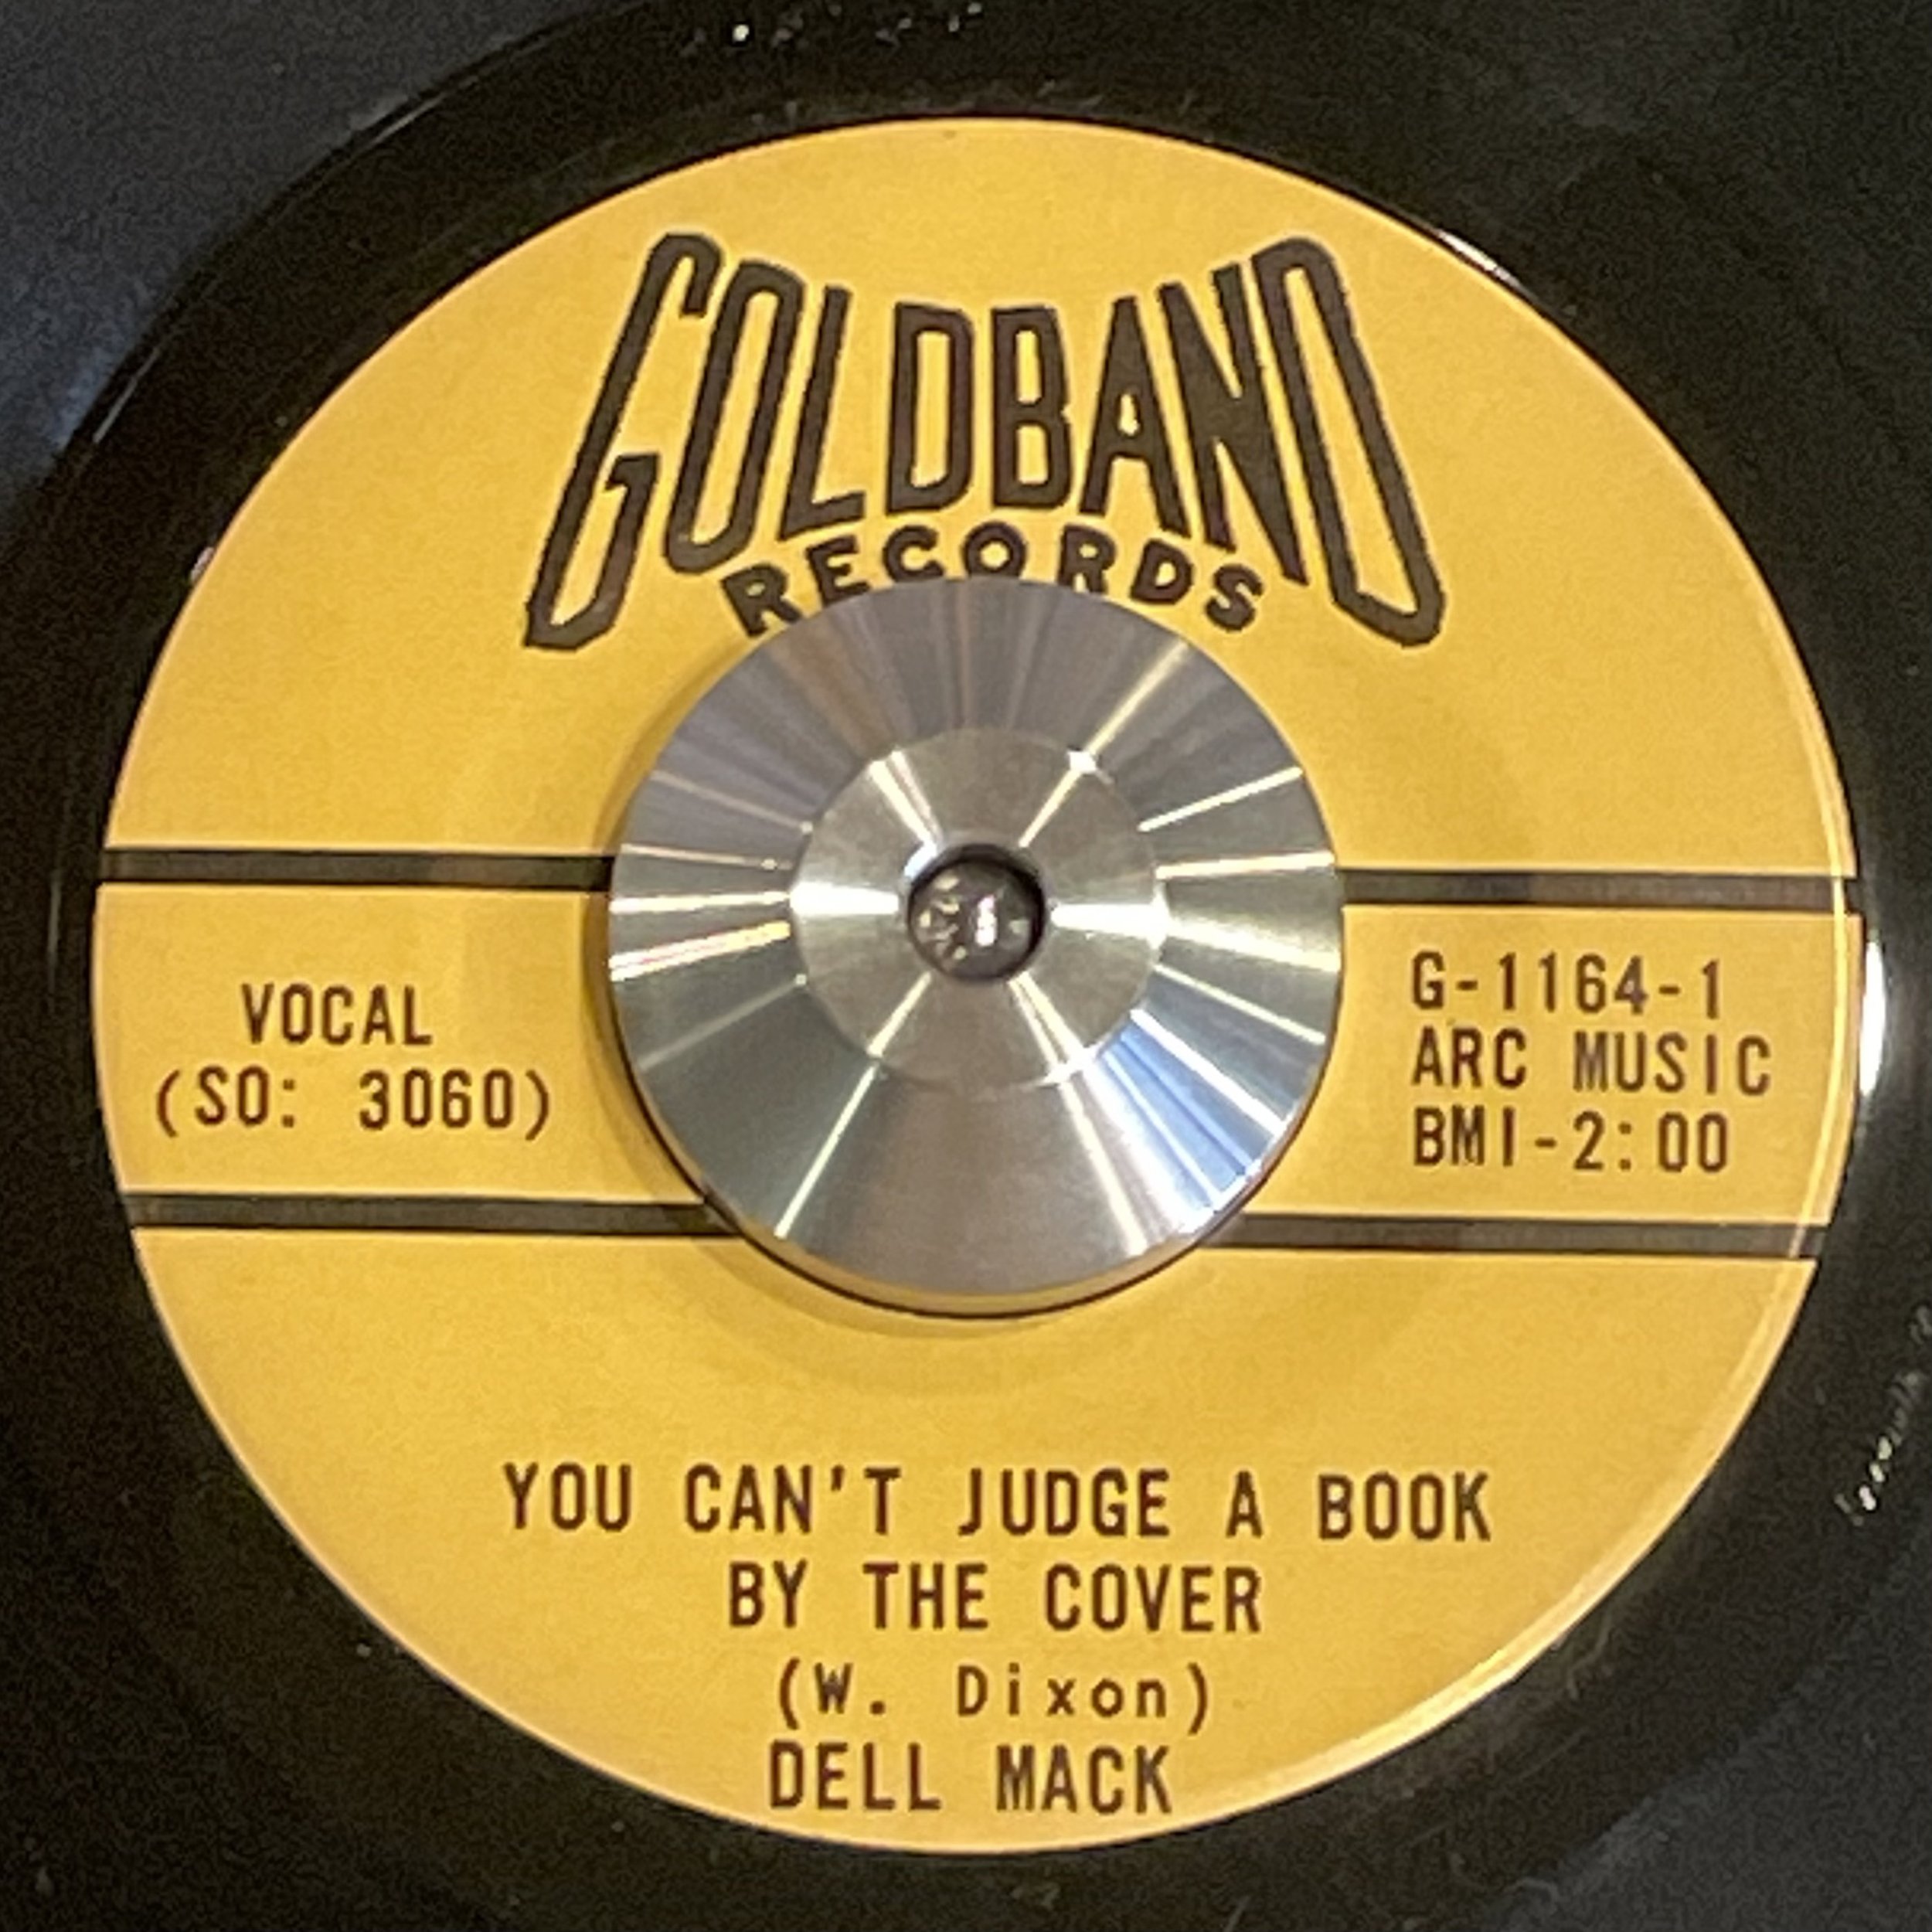 GOLDBAND
RECORDS
VOCAL
(SO: 3060)
G-1164-1
ARC MUSIC
BMI-2:00
YOU CAN'T JUDGE A BOOK
BY THE COVER
(W. Dixon)
DELL MACK